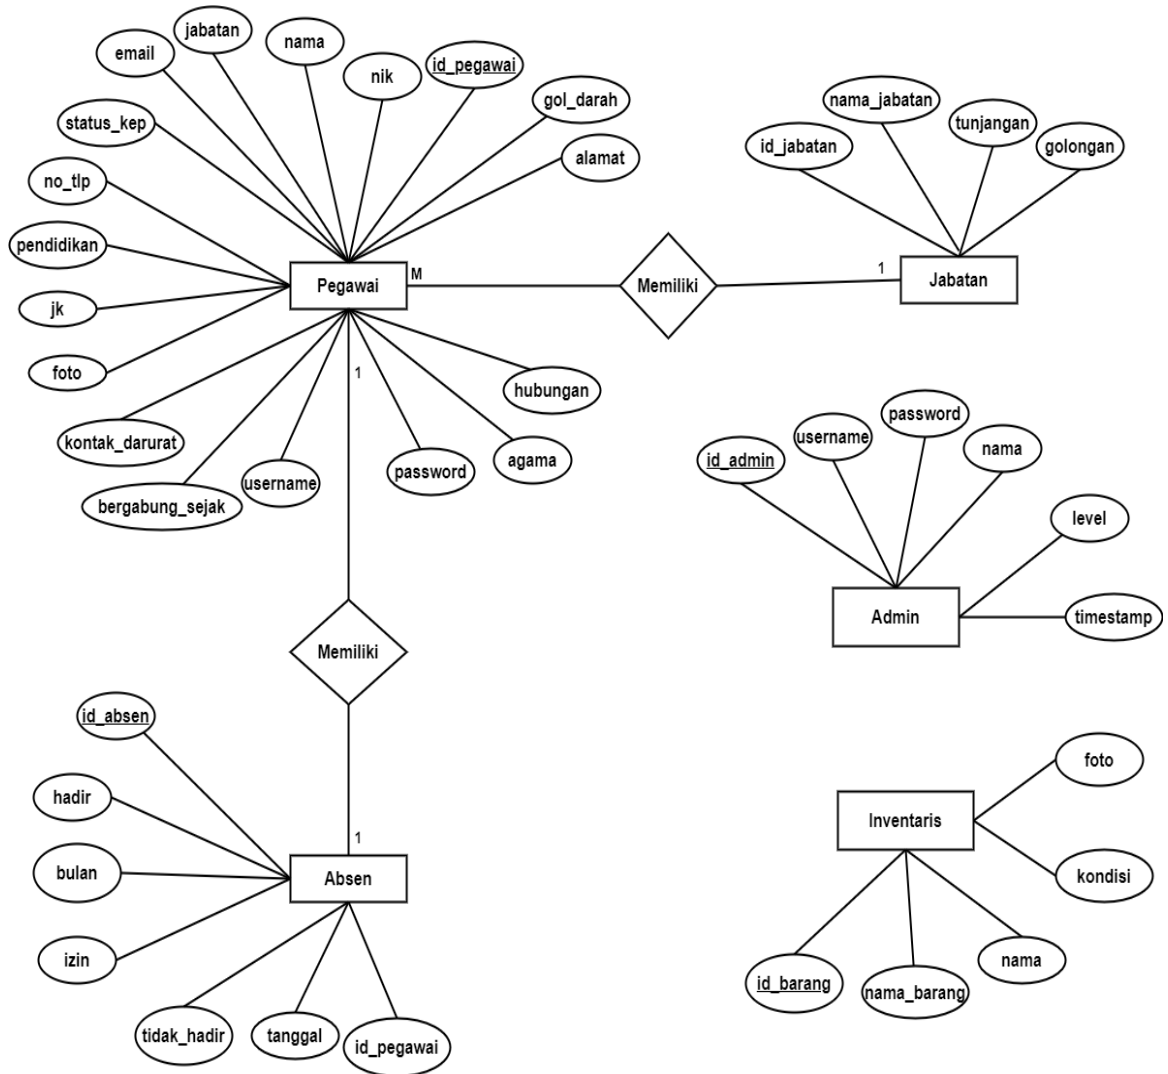 jabatan
nama
email
id_pegawai
nik
gol_darah
status_kep
alamat
no_tlp
pendidikan
jk
foto
kontak_darurat
bergabung_sejak
username
password
agama
hubungan
Pegawai
M
Memiliki
1
Jabatan
nama_jabatan
tunjangan
id_jabatan
golongan
1
Memiliki
1
Absen
id_absen
hadir
bulan
izin
tidak_hadir
tanggal
id_pegawai
password
username
nama
id_admin
level
timestamp
Admin
Inventaris
foto
kondisi
nama
nama_barang
id_barang